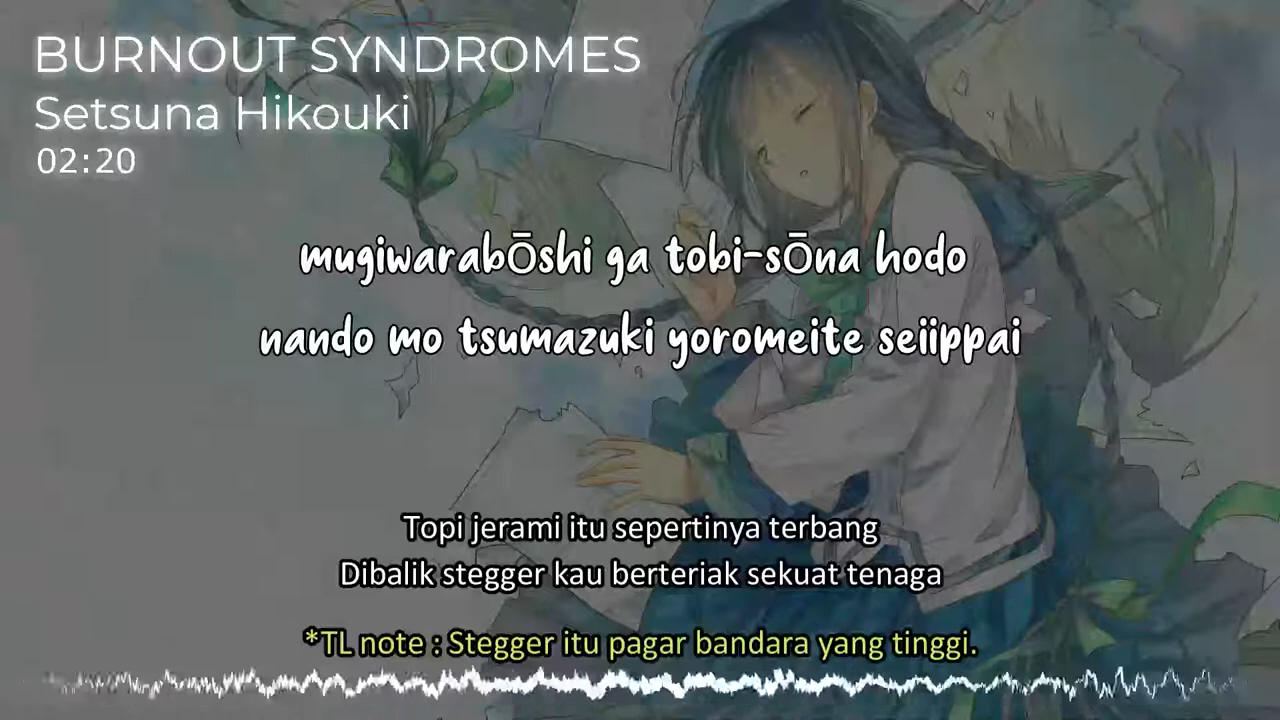 BURNOUT SYNDROMES
Setsuna Hikouki
02:20
mugiwarabōshi ga tobi-sōna hodo
nando mo tsumazuki yoromeite seiippai
Topi jerami itu sepertinya terbang
Dibalik stegger kau berteriak sekuat tenaga
*TL note : Stegger itu pagar bandara yang tinggi.